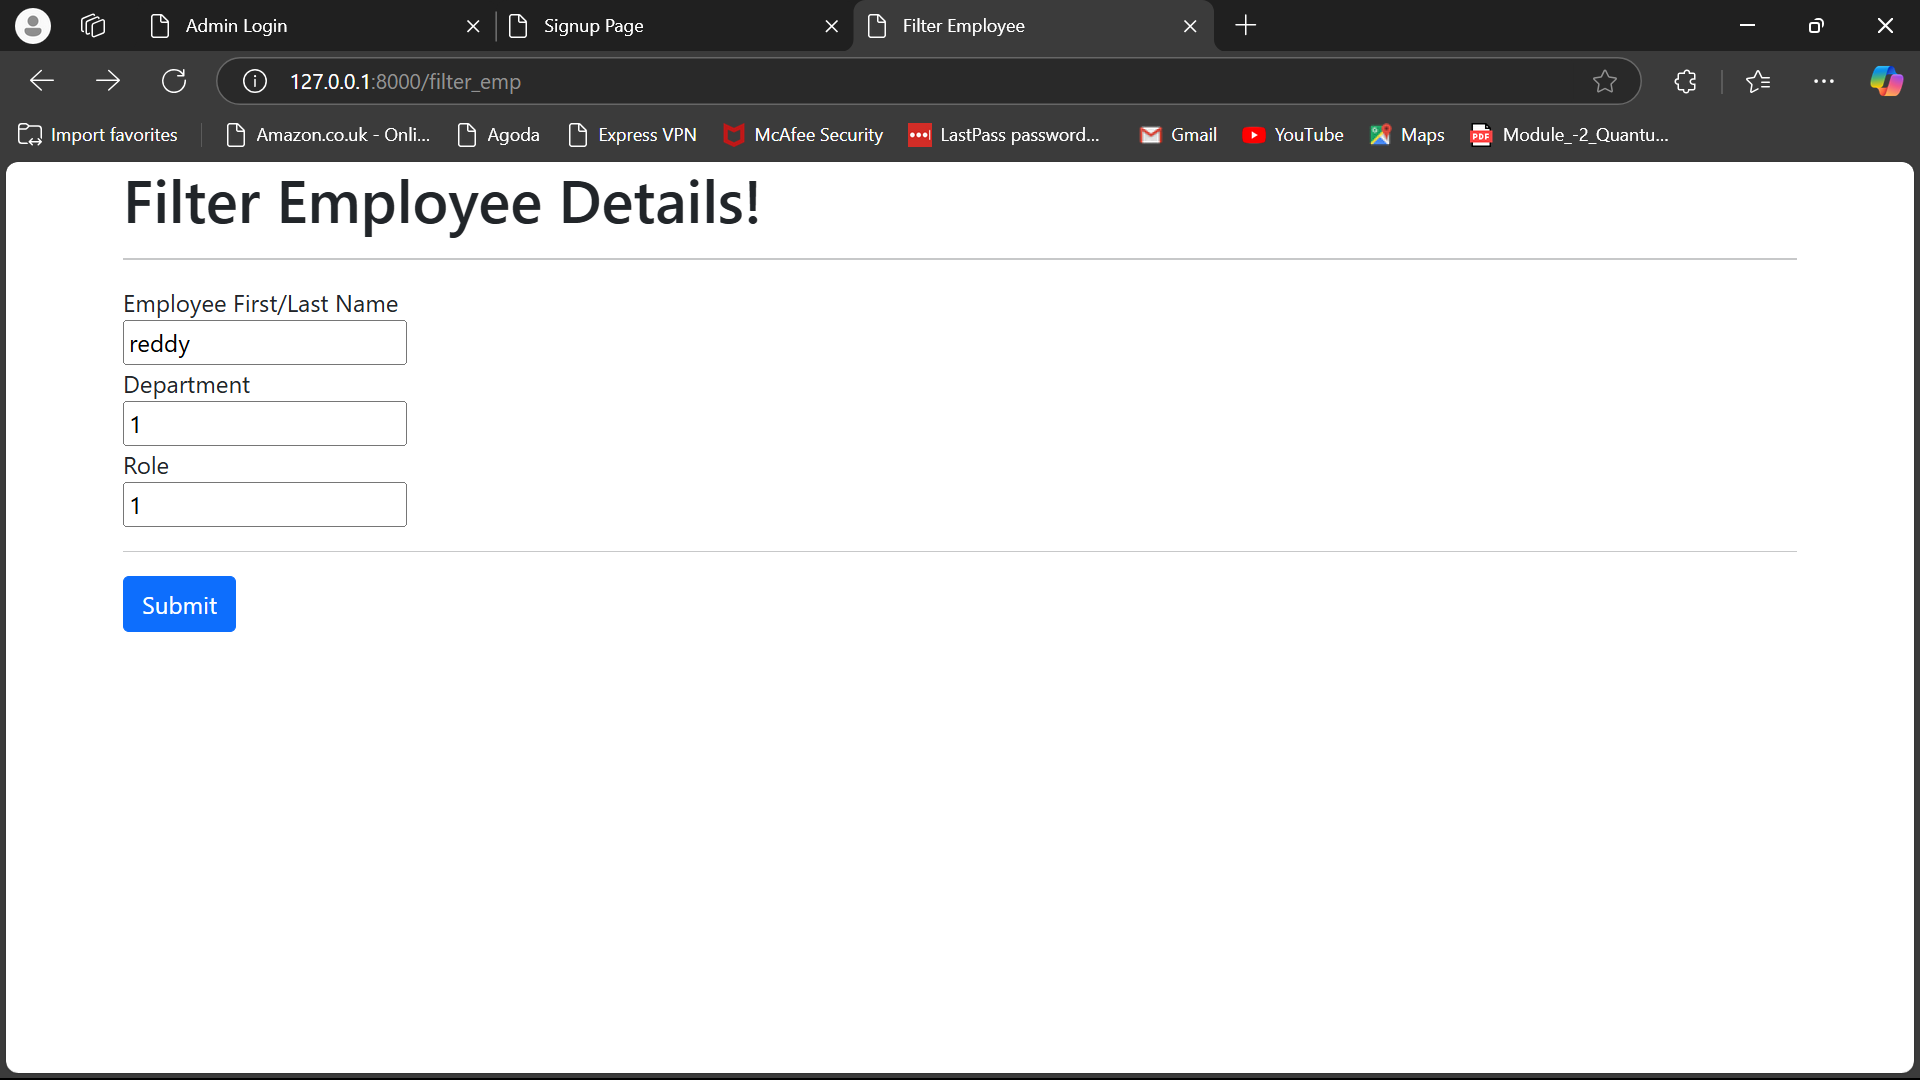 Admin Login
Signup Page
Filter Employee
127.0.0.1:8000/filter_emp
Import favorites
Amazon.co.uk - Onli...
Agoda
Express VPN
McAfee Security
LastPass password...
Gmail
YouTube
Maps
PDF
Module_-2_Quantu...
Filter Employee Details!
Employee First/Last Name
reddy
Department
1
Role
1
Submit